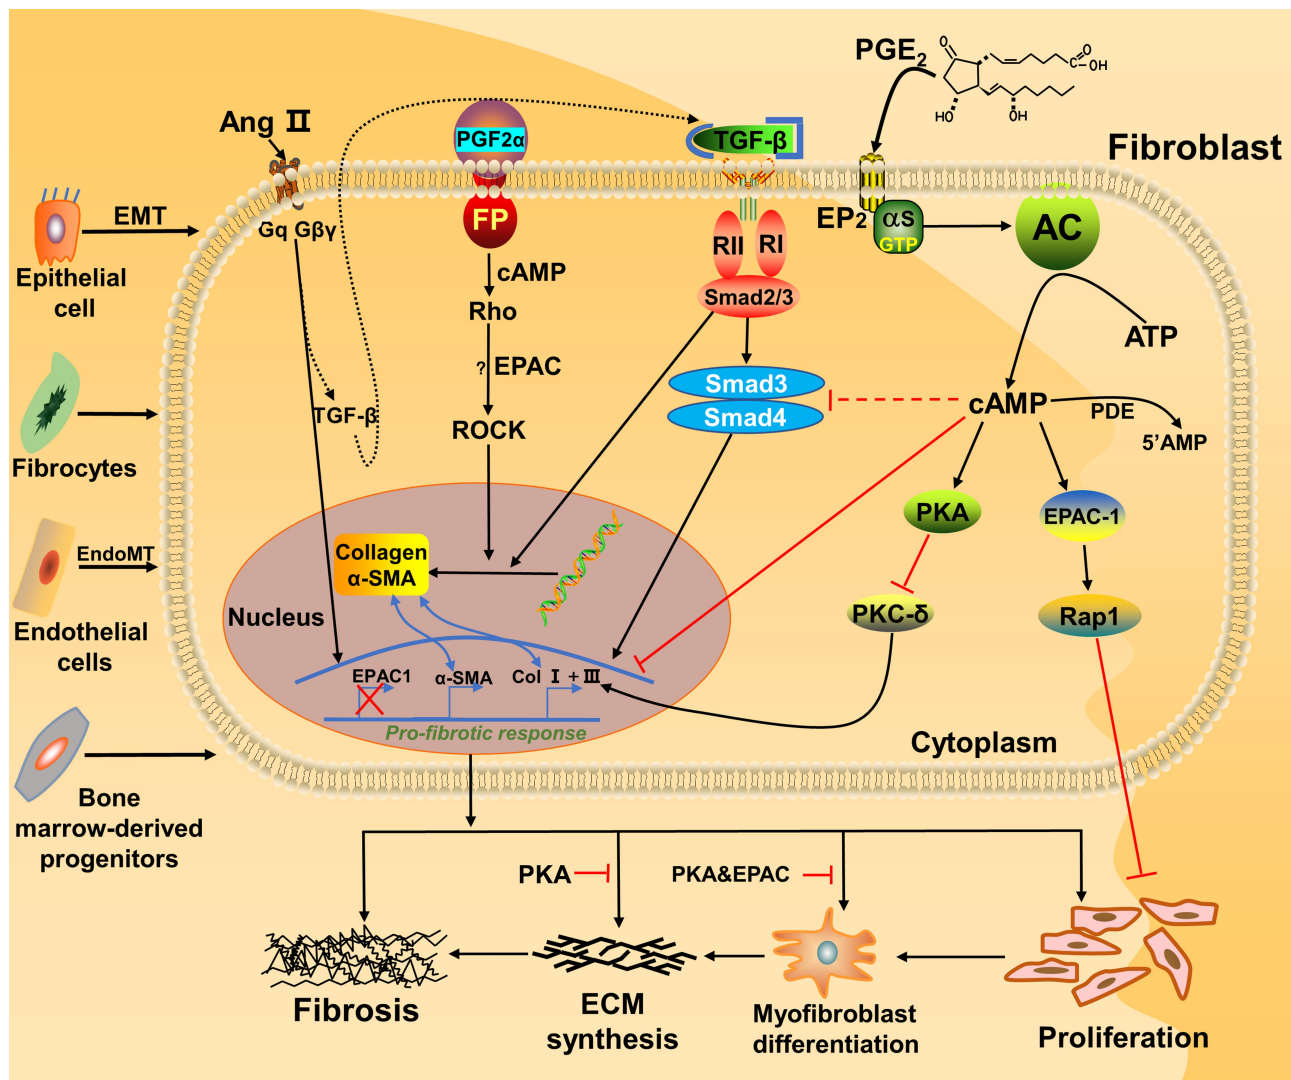 PGE2
O
O
C-OH
HO
OH
Fibroblast
Ang II
PGF2α
TGF-β
EMT
Epithelial
cell
Gq Gβγ
FP
RII
RI
EP2
αS
GTP
AC
cAMP
Rho
Smad2/3
ATP
? EPAC
ROCK
Smad3
Smad4
cAMP
PDE
5'AMP
TGF-β
Fibrocytes
PKA
EPAC-1
EndoMT
Endothelial
cells
Collagen
α-SMA
Nucleus
PKC-δ
Rap1
EPAC1
α-SMA
Col I + III
Pro-fibrotic response
Cytoplasm
Bone
marrow-derived
progenitors
PKA
PKA&EPAC
Fibrosis
ECM
synthesis
Myofibroblast
differentiation
Proliferation